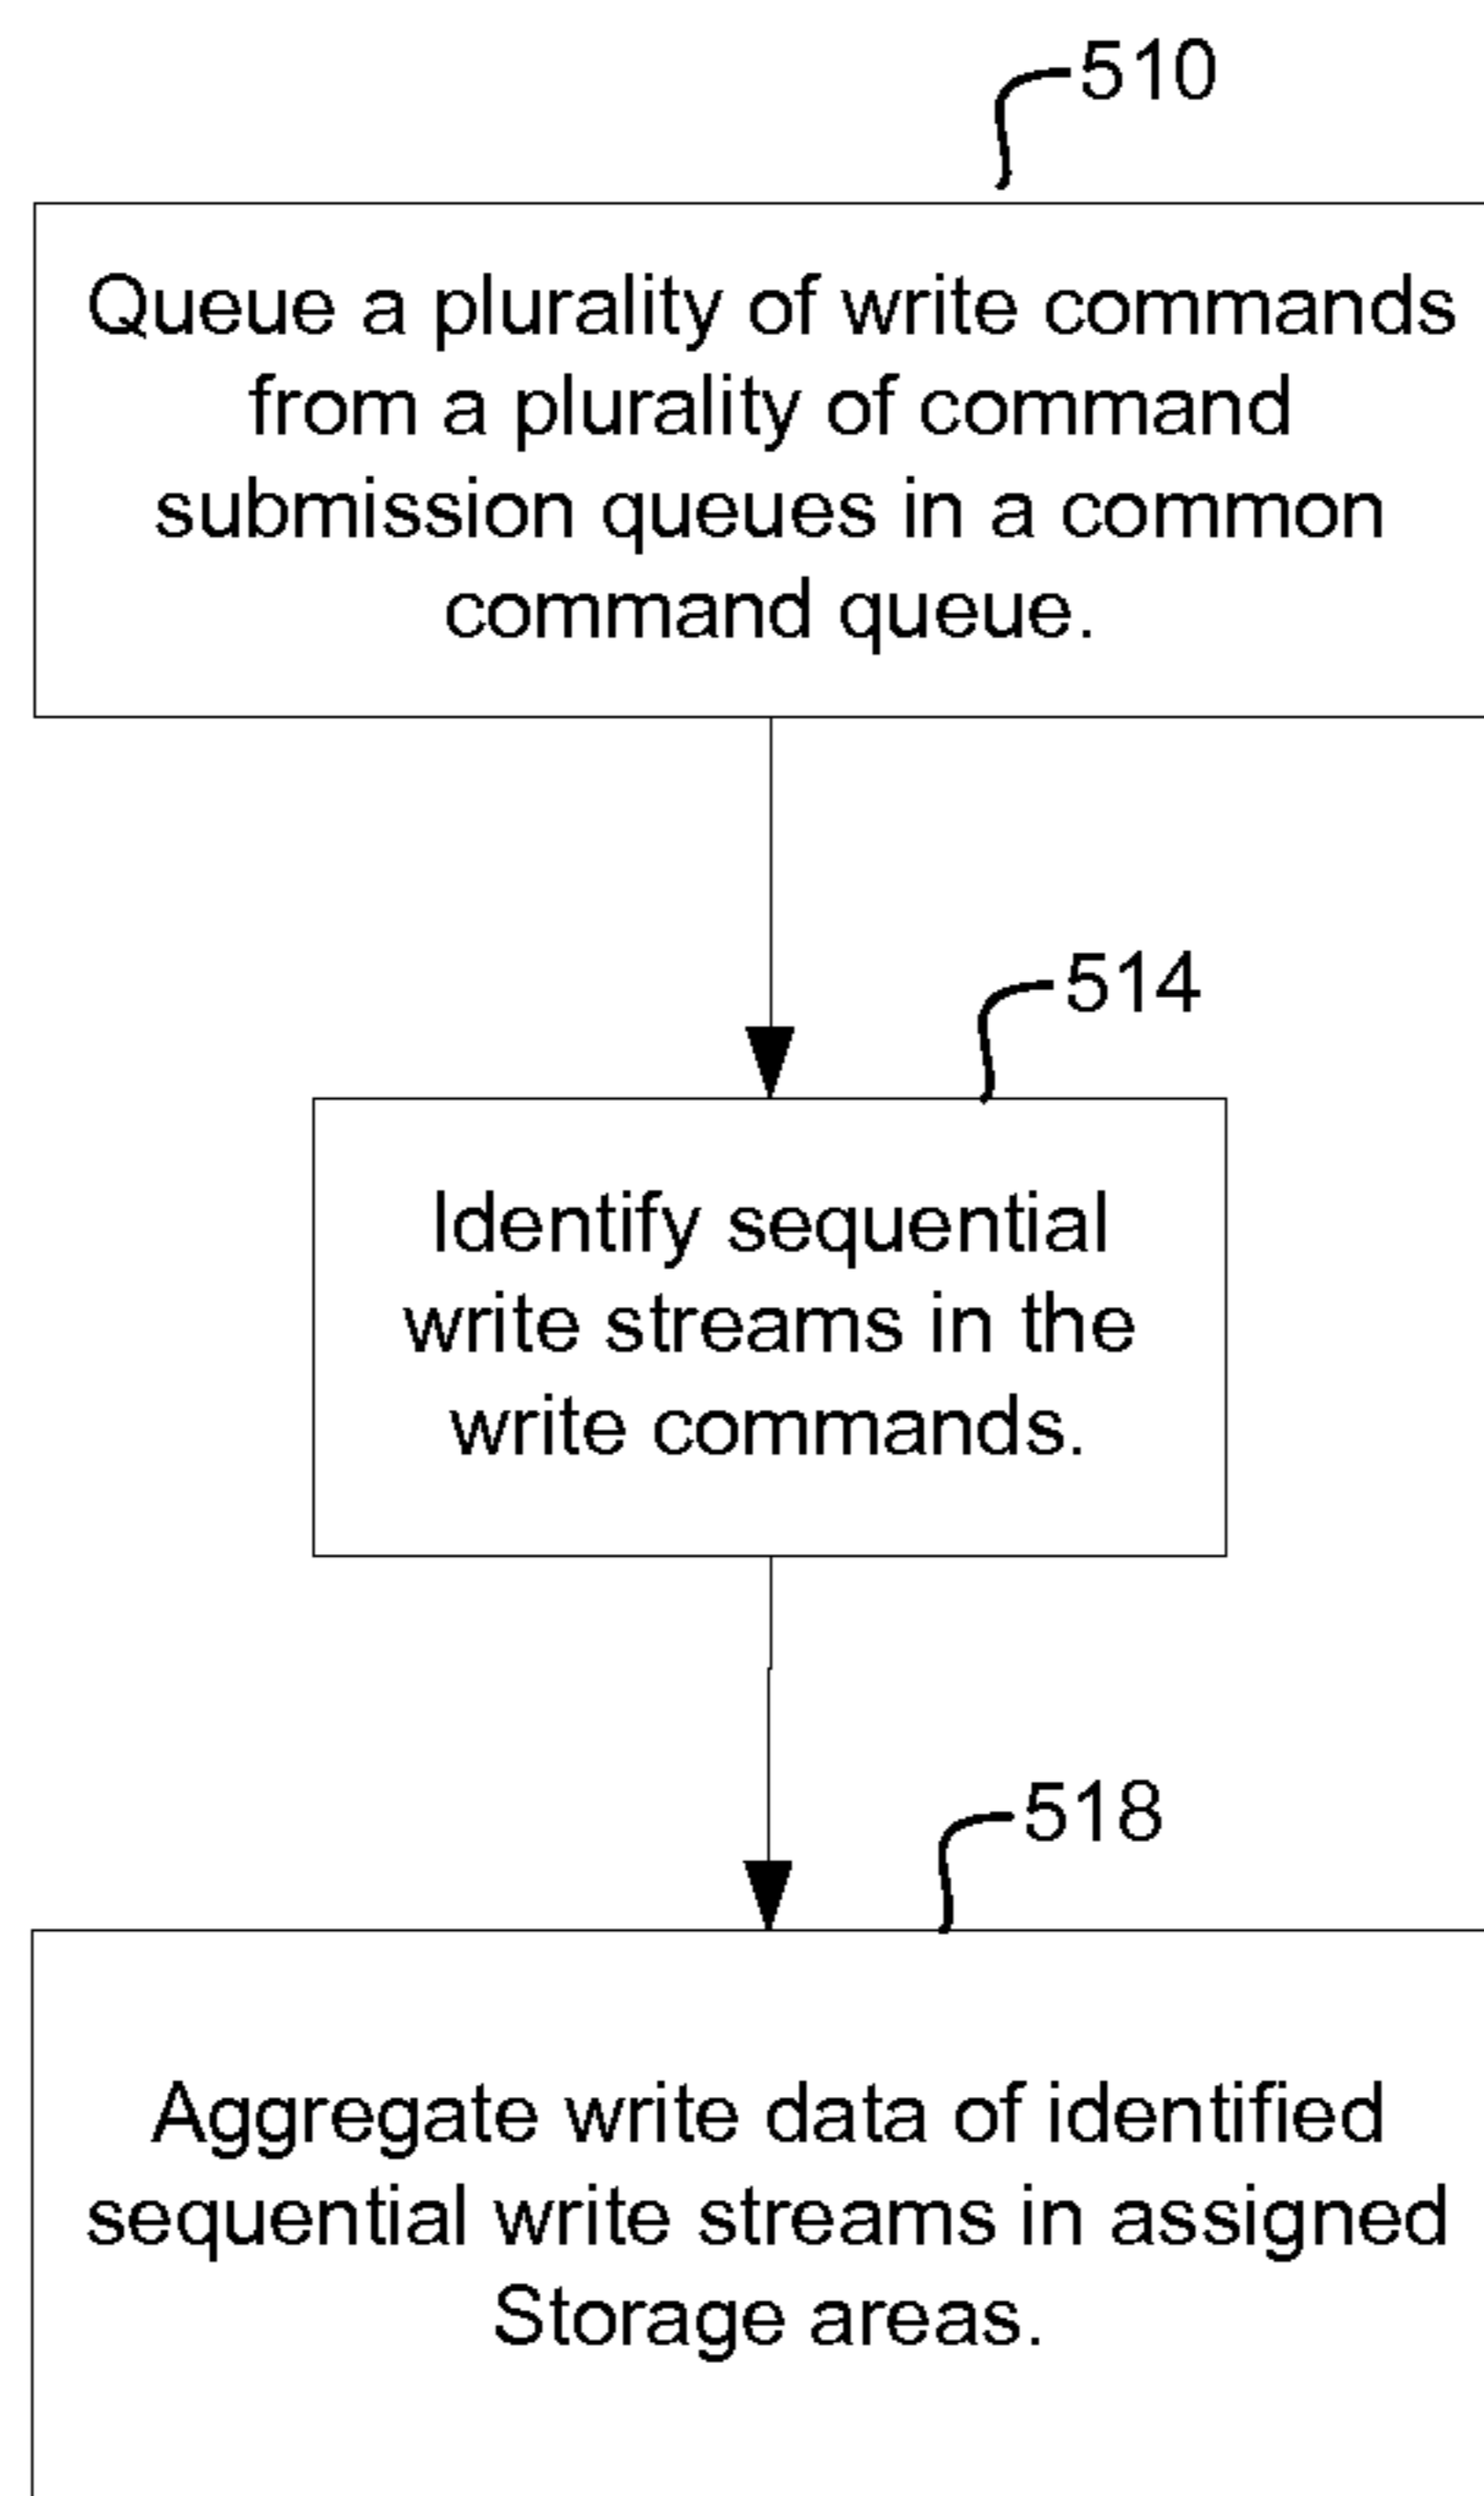 510
Queue a plurality of write commands
from a plurality of command
submission queues in a common
command queue.
514
Identify sequential
write streams in the
write commands.
518
Aggregate write data of identified
sequential write streams in assigned
Storage areas.